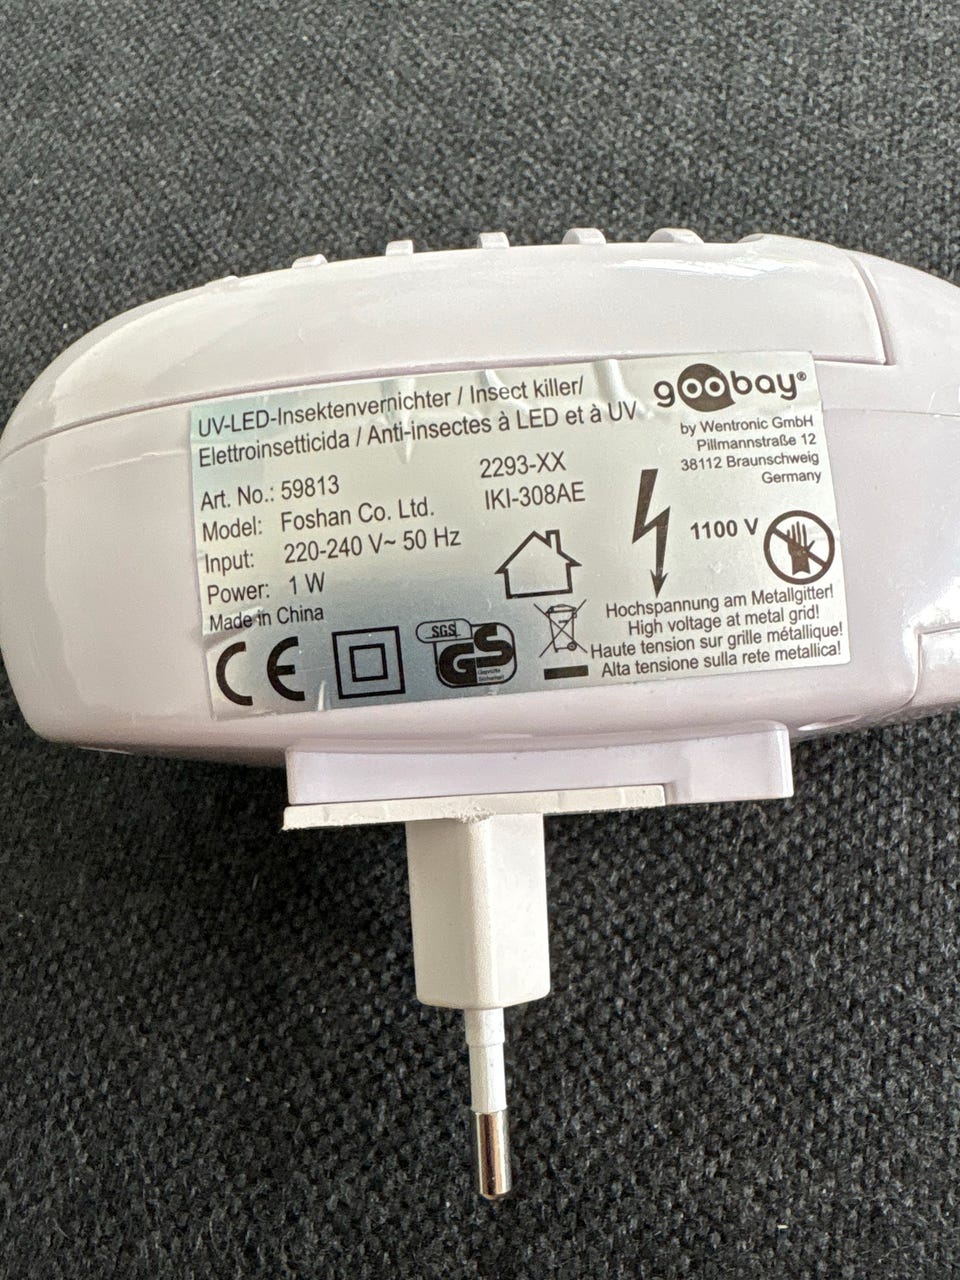 UV-LED-Insektenvernichter / Insect killer/
Elettroinsetticida / Anti-insectes à LED et à UV
goobay®
by Wentronic GmbH
Pillmannstraße 12
38112 Braunschweig
Germany
Art. No.: 59813
2293-XX
Model: Foshan Co. Ltd.
IKI-308AE
Input: 220-240 V~ 50 Hz
Power: 1 W
Made in China
1100 V
Hochspannung am Metallgitter!
High voltage at metal grid!
Haute tension sur grille métallique!
Alta tensione sulla rete metallica!
CE
SGS
GS
Geprüfte
Sicherheit